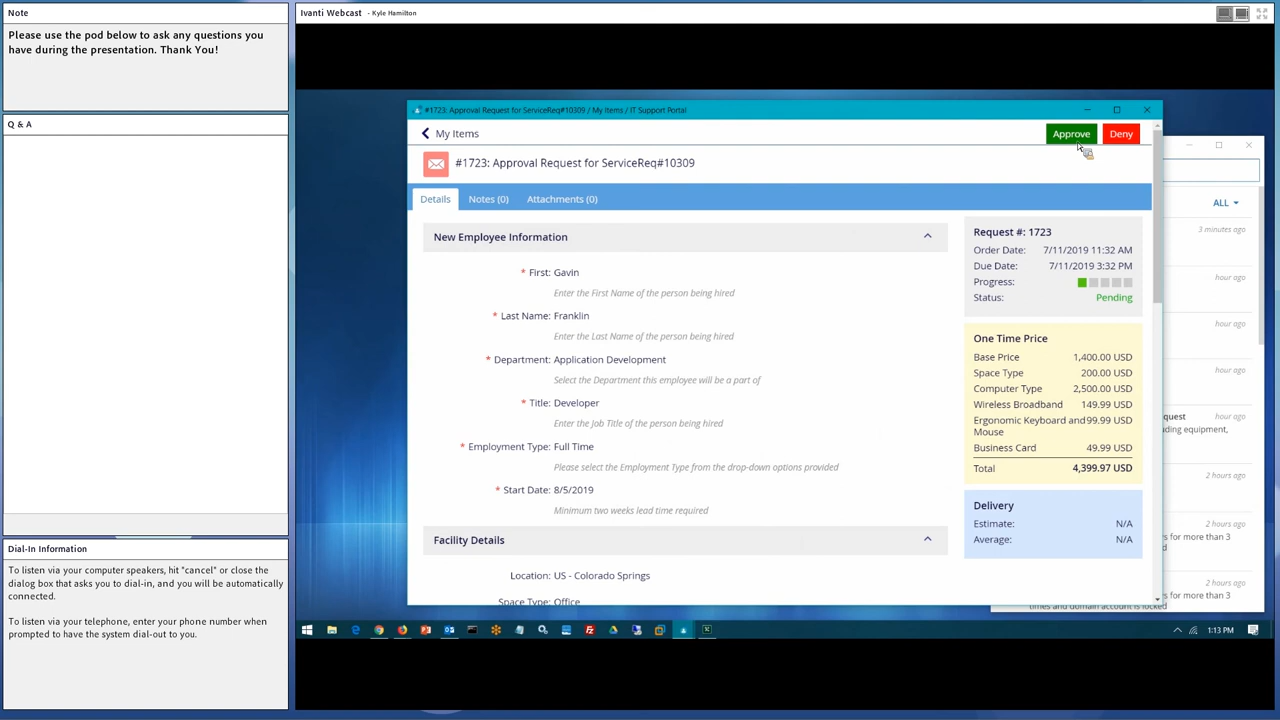 Note
Please use the pod below to ask any questions you
have during the presentation. Thank You!
Q & A
Dial-In Information
To listen via your computer speakers, hit "cancel" or close the
dialog box that asks you to dial-in, and you will be automatically
connected.
To listen via your telephone, enter your phone number when
prompted to have the system dial-out to you.
Ivanti Webcast - Kyle Hamilton
#1723: Approval Request for ServiceReq#10309 / My Items / IT Support Portal
My Items
Approve Deny
#1723: Approval Request for ServiceReq#10309
Details Notes (0) Attachments (0)
New Employee Information
* First: Gavin
Enter the First Name of the person being hired
* Last Name: Franklin
Enter the Last Name of the person being hired
* Department: Application Development
Select the Department this employee will be a part of
* Title: Developer
Enter the Job Title of the person being hired
* Employment Type: Full Time
Please select the Employment Type from the drop-down options provided
* Start Date: 8/5/2019
Minimum two weeks lead time required
Facility Details
Location: US - Colorado Springs
Space Type: Office
Request #: 1723
Order Date: 7/11/2019 11:32 AM
Due Date: 7/11/2019 3:32 PM
Progress:
Status: Pending
One Time Price
Base Price 1,400.00 USD
Space Type 200.00 USD
Computer Type 2,500.00 USD
Wireless Broadband 149.99 USD
Ergonomic Keyboard and 99.99 USD
Mouse
Business Card 49.99 USD
Total 4,399.97 USD
Delivery
Estimate: N/A
Average: N/A
ALL
3 minutes ago
hour ago
hour ago
hour ago
quest hour ago
ding equipment,
2 hours ago
2 hours ago
s for more than 3
d
2 hours ago
s for more than 3
times and domain account is locked
1:13 PM